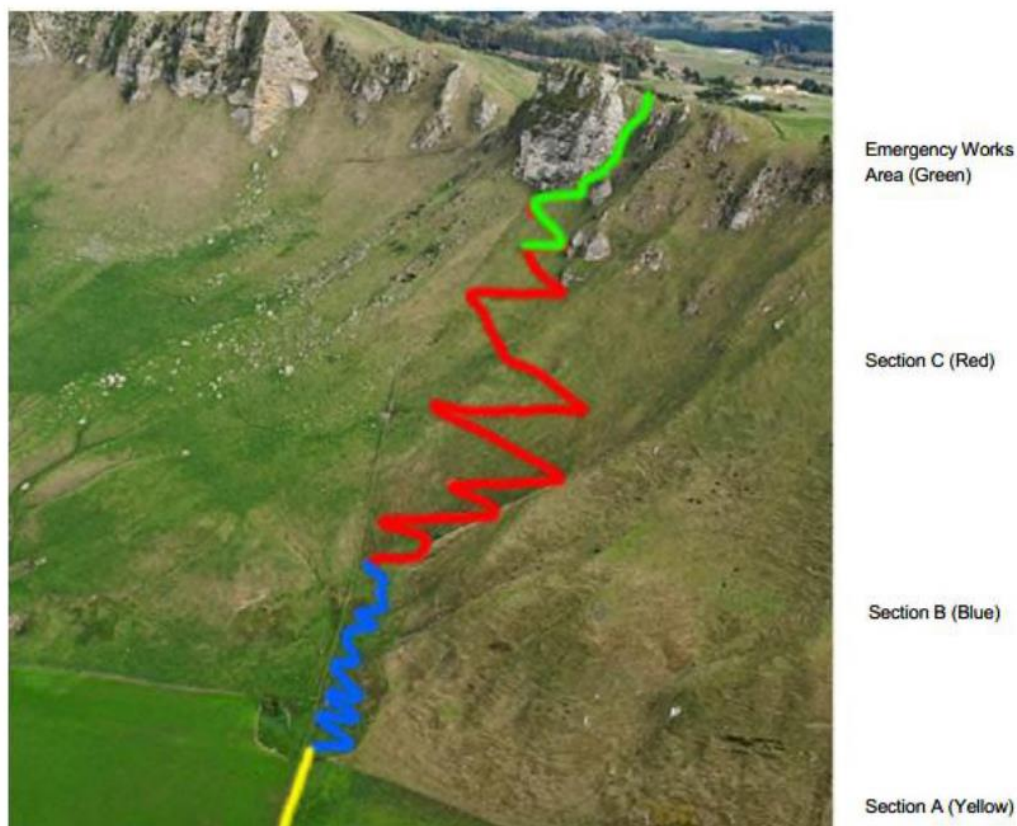 Emergency Works
Area (Green)
Section C (Red)
Section B (Blue)
Section A (Yellow)